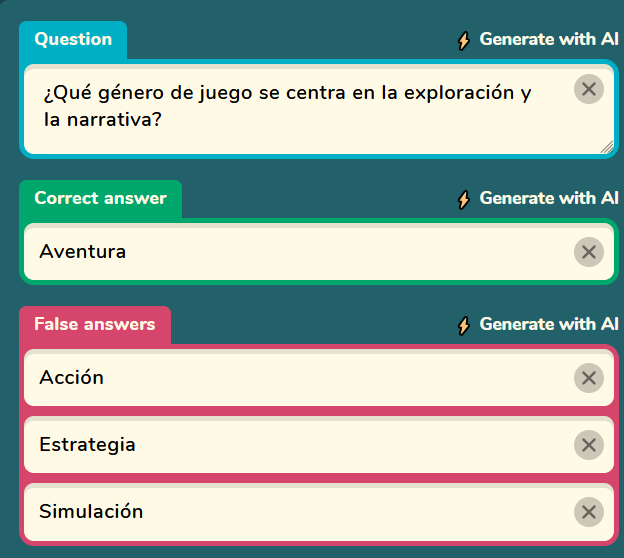 Question
Generate with AI
¿Qué género de juego se centra en la exploración y
la narrativa?
Correct answer
Generate with AI
Aventura
False answers
Generate with AI
Acción
Estrategia
Simulación